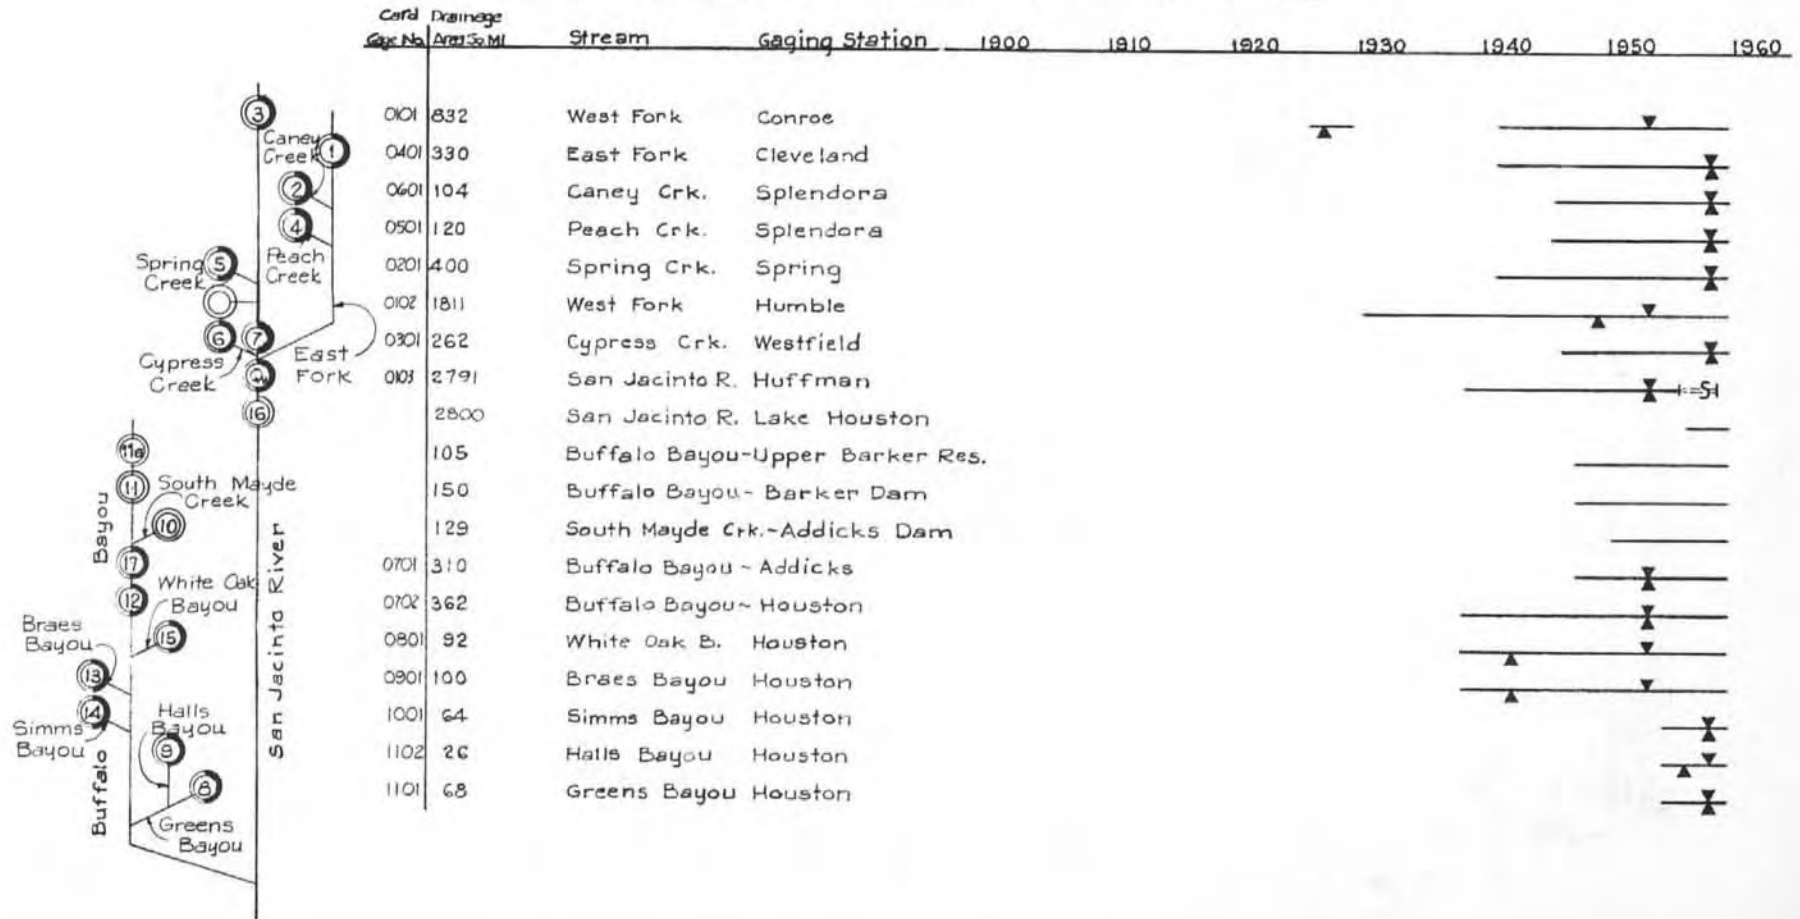 Card Drainage
Gage No. Area Sq. Mi. Stream Gaging Station 1900 1910 1920 1930 1940 1950 1960
3 0101 832 West Fork Conroe
Caney
Creek 1 0401 330 East Fork Cleveland
2 0601 104 Caney Crk. Splendora
4 0501 120 Peach Crk. Splendora
Peach
Creek
Spring
Creek 5 0201 400 Spring Crk. Spring
0102 1811 West Fork Humble
6 7 0301 262 Cypress Crk. Westfield
Cypress
Creek
East
Fork 0103 2791 San Jacinto R. Huffman
16 2800 San Jacinto R. Lake Houston
11a 105 Buffalo Bayou-Upper Barker Res.
11 South Mayde
Creek 150 Buffalo Bayou- Barker Dam
10 129 South Mayde Crk.-Addicks Dam
Bayou
San Jacinto River
17 0701 310 Buffalo Bayou - Addicks
White Oak
Bayou
12 0702 362 Buffalo Bayou- Houston
Braes
Bayou
15 0801 92 White Oak B. Houston
13 0901 100 Braes Bayou Houston
14 1001 64 Simms Bayou Houston
Simms
Bayou
Halls
Bayou
9 1102 26 Halls Bayou Houston
Buffalo
8 1101 68 Greens Bayou Houston
Greens
Bayou